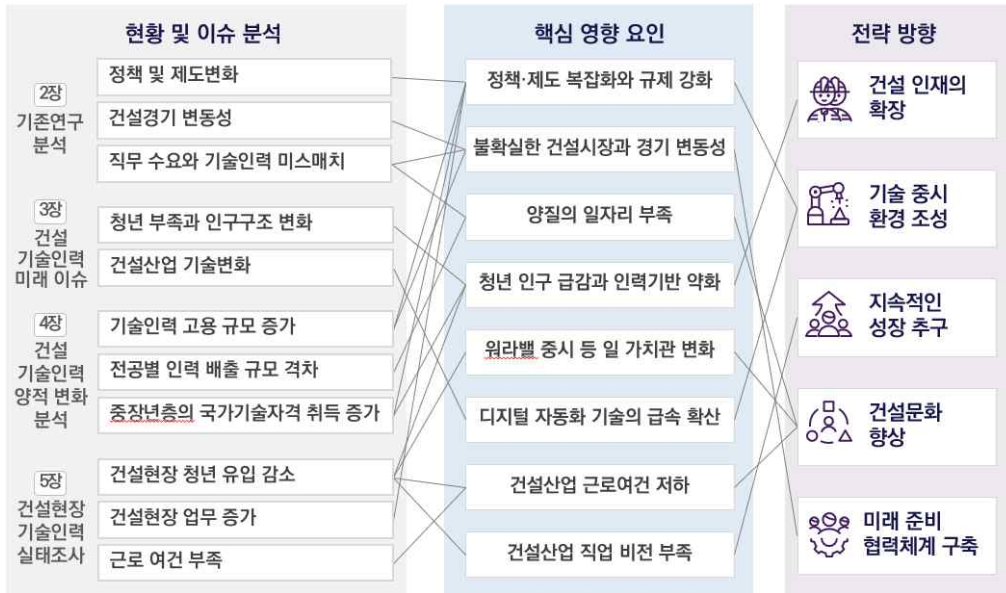 현황 및 이슈 분석
2장
기존연구
분석
정책 및 제도변화
건설경기 변동성
직무 수요와 기술인력 미스매치
3장
건설
기술인력
미래 이슈
청년 부족과 인구구조 변화
건설산업 기술변화
4장
건설
기술인력
양적 변화
분석
기술인력 고용 규모 증가
전공별 인력 배출 규모 격차
중장년층의 국가기술자격 취득 증가
5장
건설현장
기술인력
실태조사
건설현장 청년 유입 감소
건설현장 업무 증가
근로 여건 부족
핵심 영향 요인
정책·제도 복잡화와 규제 강화
불확실한 건설시장과 경기 변동성
양질의 일자리 부족
청년 인구 급감과 인력기반 약화
워라밸 중시 등 일 가치관 변화
디지털 자동화 기술의 급속 확산
건설산업 근로여건 저하
건설산업 직업 비전 부족
전략 방향
건설 인재의
확장
기술 중시
환경 조성
지속적인
성장 추구
건설문화
향상
미래 준비
협력체계 구축